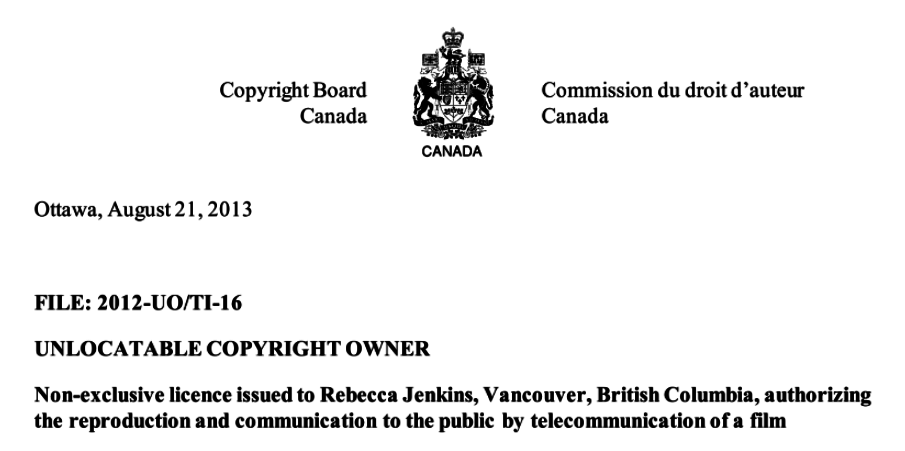 Copyright Board
Canada
CANADA
Commission du droit d'auteur
Canada
Ottawa, August 21, 2013
FILE: 2012-UO/TI-16
UNLOCATABLE COPYRIGHT OWNER
Non-exclusive licence issued to Rebecca Jenkins, Vancouver, British Columbia, authorizing
the reproduction and communication to the public by telecommunication of a film